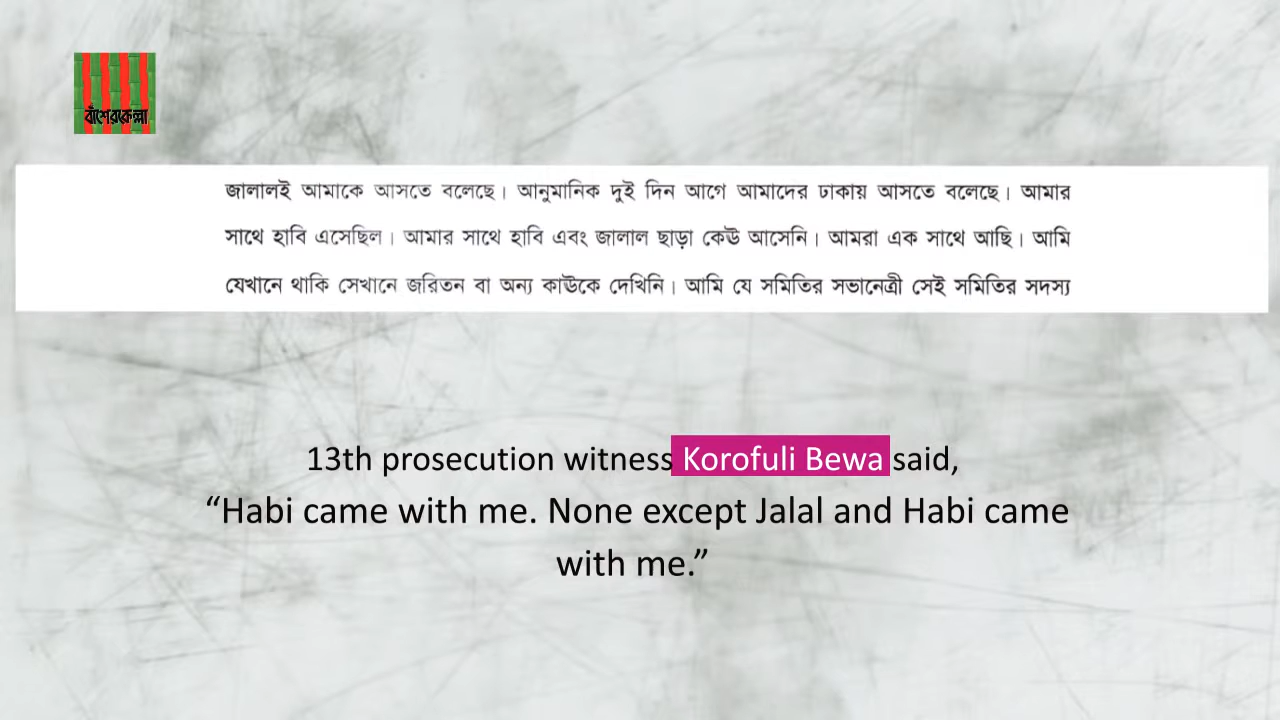 বাঁশেরকেল্লা
জালালই আমাকে আসতে বলেছে। আনুমানিক দুই দিন আগে আমাদের ঢাকায় আসতে বলেছে। আমার
সাথে হাবি এসেছিল। আমার সাথে হাবি এবং জালাল ছাড়া কেউ আসেনি। আমরা এক সাথে আছি। আমি
যেখানে থাকি সেখানে জরিতন বা অন্য কাউকে দেখিনি। আমি যে সমিতির সভানেত্রী সেই সমিতির সদস্য
13th prosecution witness Korofuli Bewa said,
“Habi came with me. None except Jalal and Habi came
with me.”